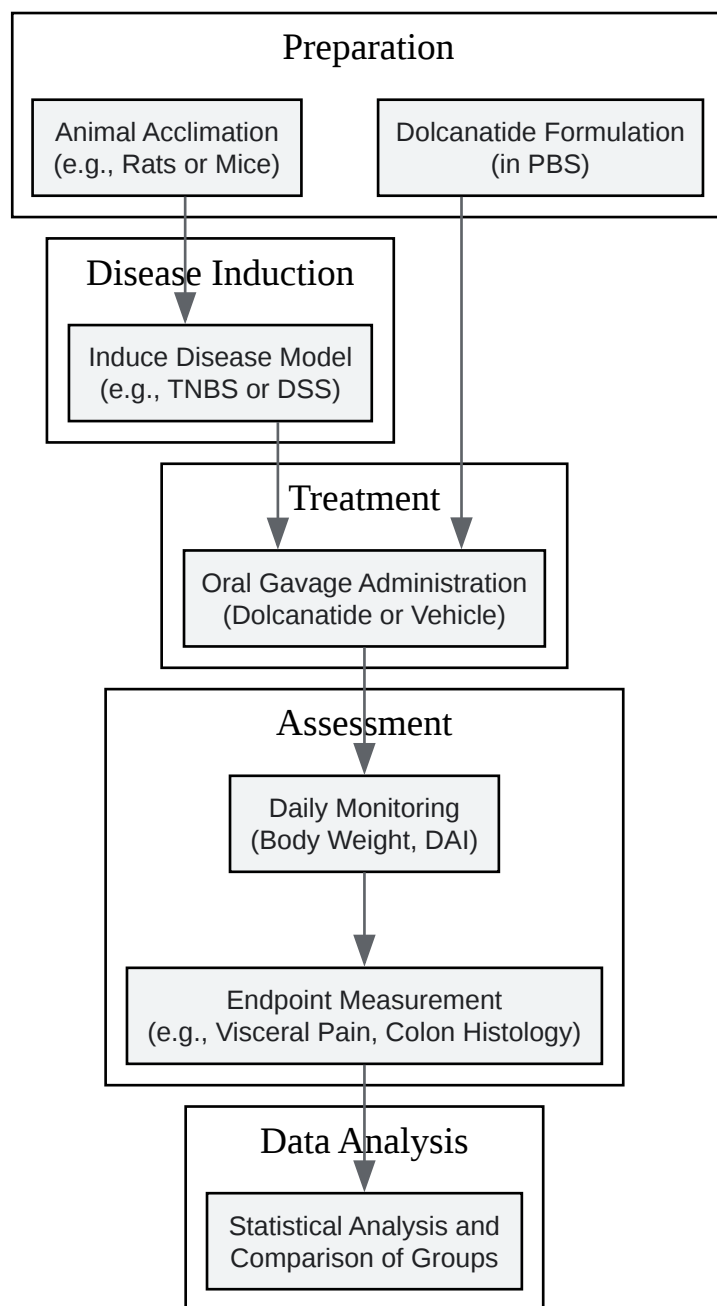 Preparation
Animal Acclimation
(e.g., Rats or Mice)
Dolcanatide Formulation
(in PBS)
Disease Induction
Induce Disease Model
(e.g., TNBS or DSS)
Treatment
Oral Gavage Administration
(Dolcanatide or Vehicle)
Assessment
Daily Monitoring
(Body Weight, DAI)
Endpoint Measurement
(e.g., Visceral Pain, Colon Histology)
Data Analysis
Statistical Analysis and
Comparison of Groups